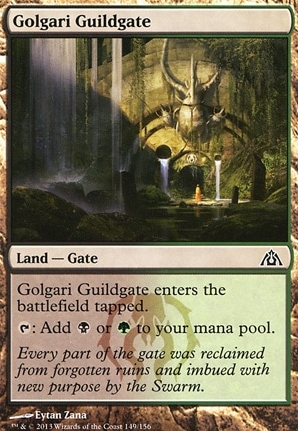 Golgari Guildgate
Land — Gate
Golgari Guildgate enters the
battlefield tapped.
: Add or to your mana pool.
Every part of the gate was reclaimed
from forgotten ruins and imbued with
new purpose by the Swarm.
Eytan Zana
™ & © 2013 Wizards of the Coast 149/156